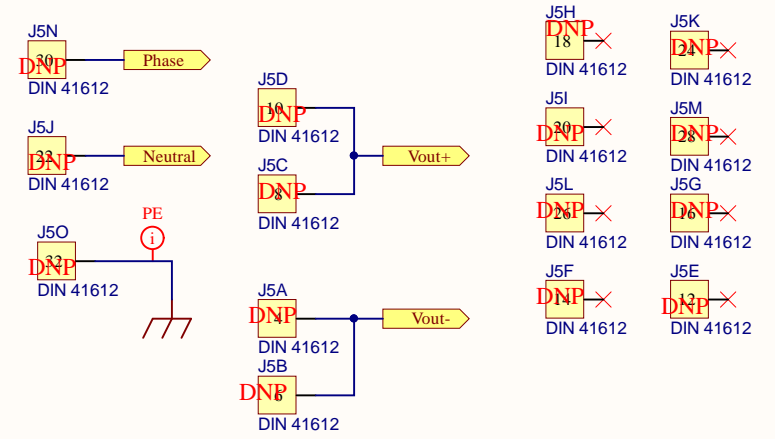 J5N
30
DNP
DIN 41612
Phase
J5J
22
DNP
DIN 41612
Neutral
J5O
32
DNP
DIN 41612
PE
i
J5D
10
DNP
DIN 41612
J5C
8
DNP
DIN 41612
Vout+
J5A
4
DNP
DIN 41612
J5B
6
DNP
DIN 41612
Vout-
J5H
DNP
18
DIN 41612
J5I
20
DNP
DIN 41612
J5L
26
DNP
DIN 41612
J5F
14
DNP
DIN 41612
J5K
24
DNP
DIN 41612
J5M
28
DNP
DIN 41612
J5G
16
DNP
DIN 41612
J5E
12
DNP
DIN 41612